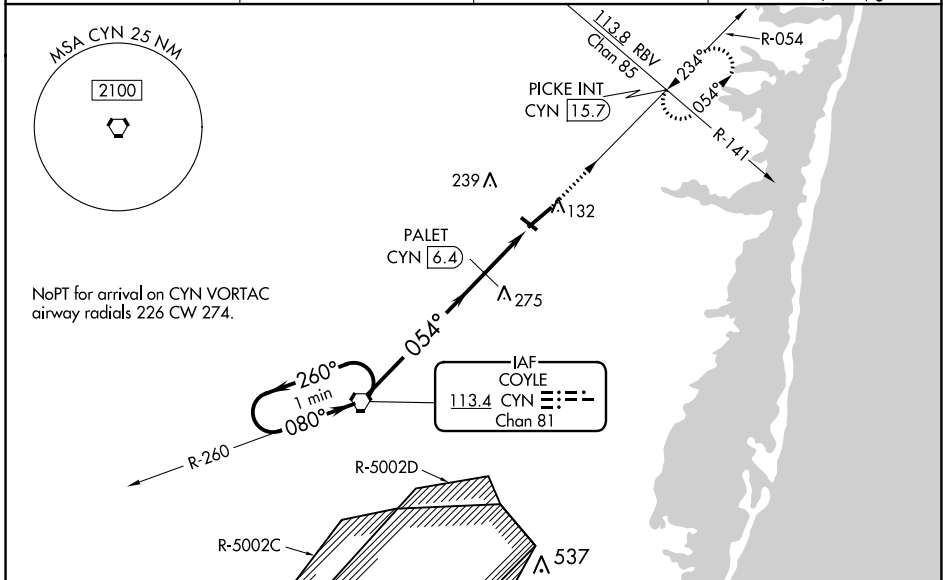 MSA CYN 25 NM
2100
113.8 RBV
Chan 85
R-054
234°
054°
PICKE INT
CYN 15.7
R-141
239
132
PALET
CYN 6.4
275
NoPT for arrival on CYN VORTAC
airway radials 226 CW 274.
054°
260°
1 min
080°
IAF
COYLE
113.4 CYN
Chan 81
R-260
R-5002D
R-5002C
537